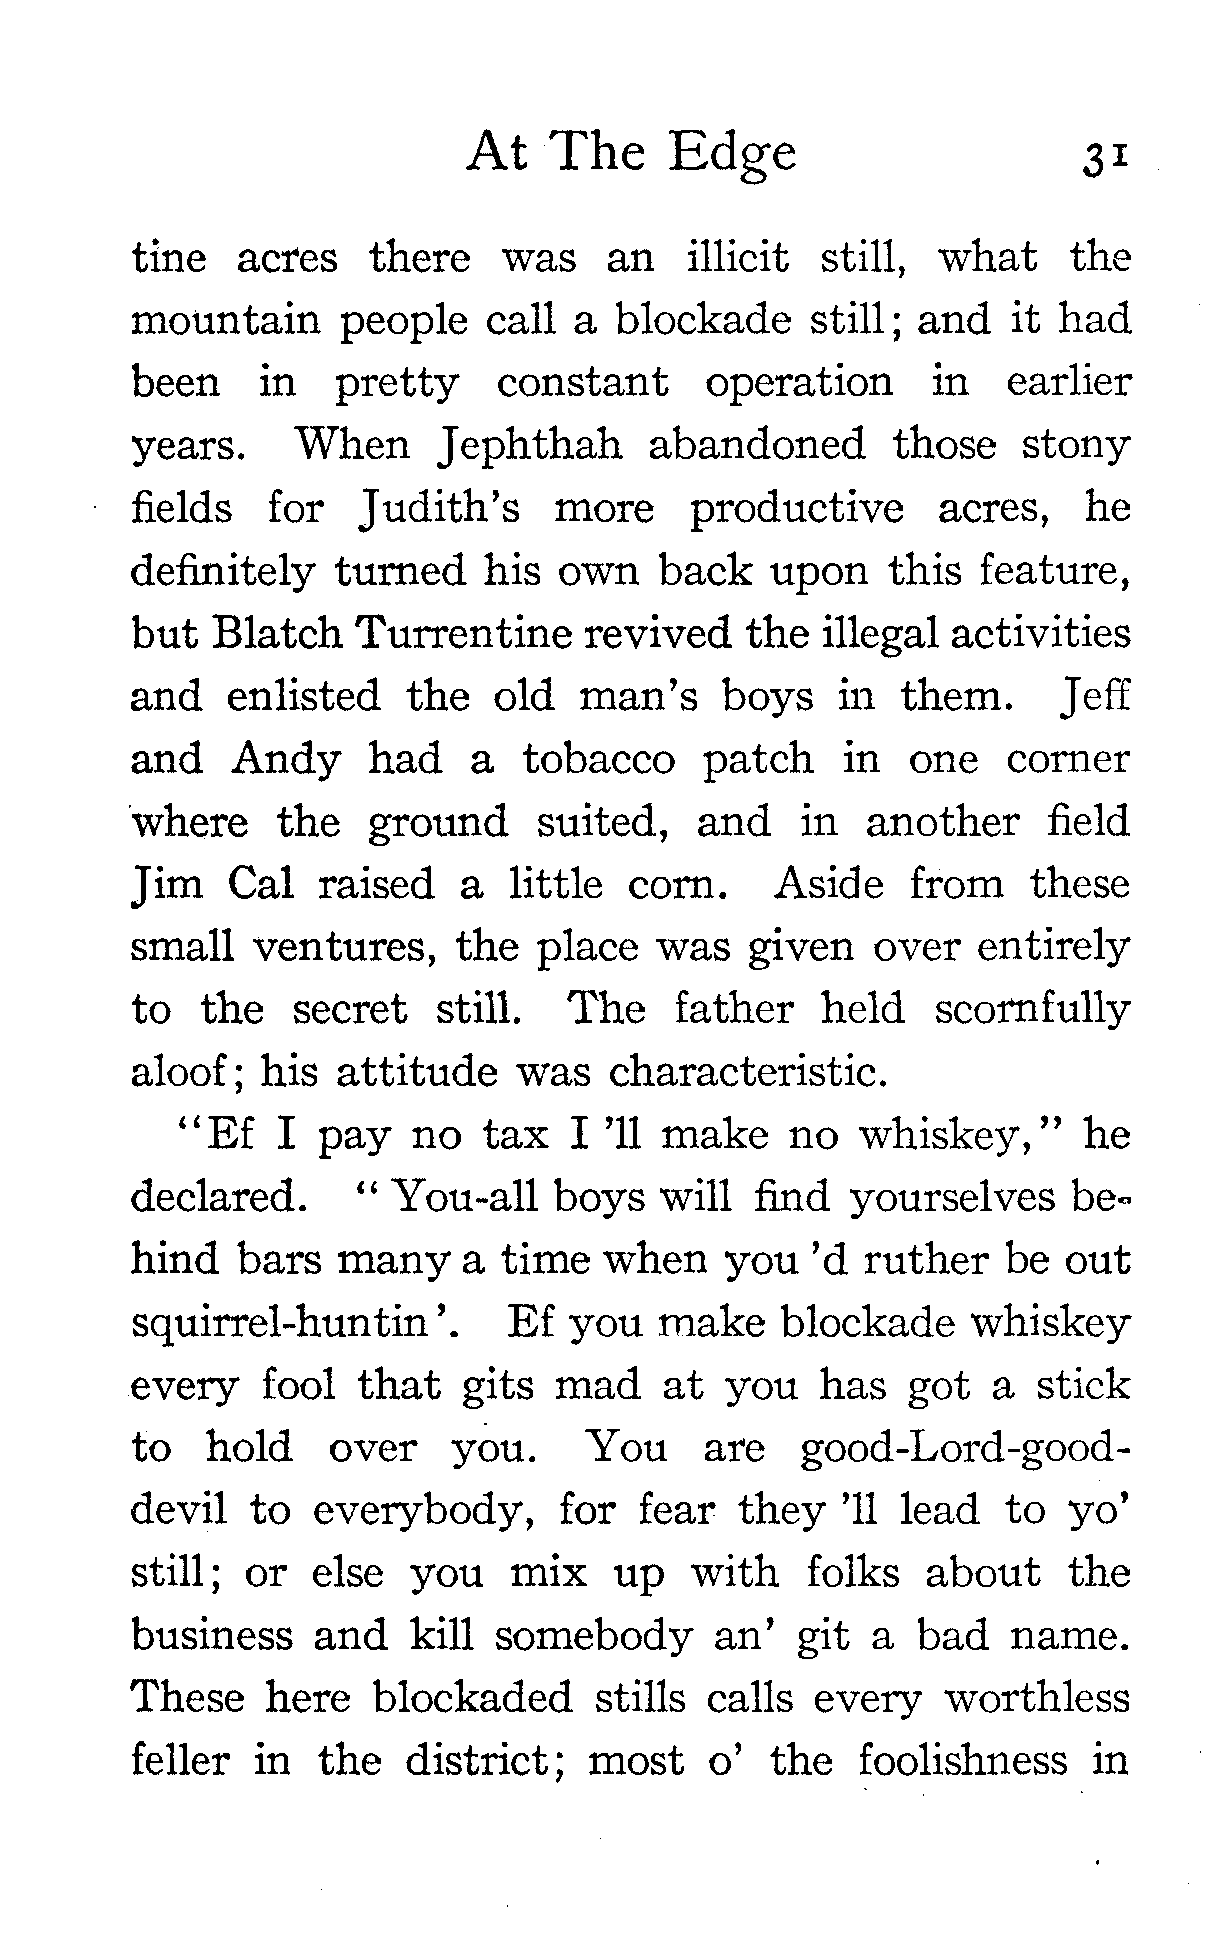 At The Edge 31
tine acres there was an illicit still, what the
mountain people call a blockade still; and it had
been in pretty constant operation in earlier
years. When Jephthah abandoned those stony
fields for Judith's more productive acres, he
definitely turned his own back upon this feature,
but Blatch Turrentine revived the illegal activities
and enlisted the old man's boys in them. Jeff
and Andy had a tobacco patch in one corner
where the ground suited, and in another field
Jim Cal raised a little corn. Aside from these
small ventures, the place was given over entirely
to the secret still. The father held scornfully
aloof; his attitude was characteristic.
"Ef I pay no tax I 'll make no whiskey," he
declared. "You-all boys will find yourselves be-
hind bars many a time when you 'd ruther be out
squirrel-huntin'. Ef you make blockade whiskey
every fool that gits mad at you has got a stick
to hold over you. You are good-Lord-good-
devil to everybody, for fear they 'll lead to yo'
still; or else you mix up with folks about the
business and kill somebody an' git a bad name.
These here blockaded stills calls every worthless
feller in the district; most o' the foolishness in